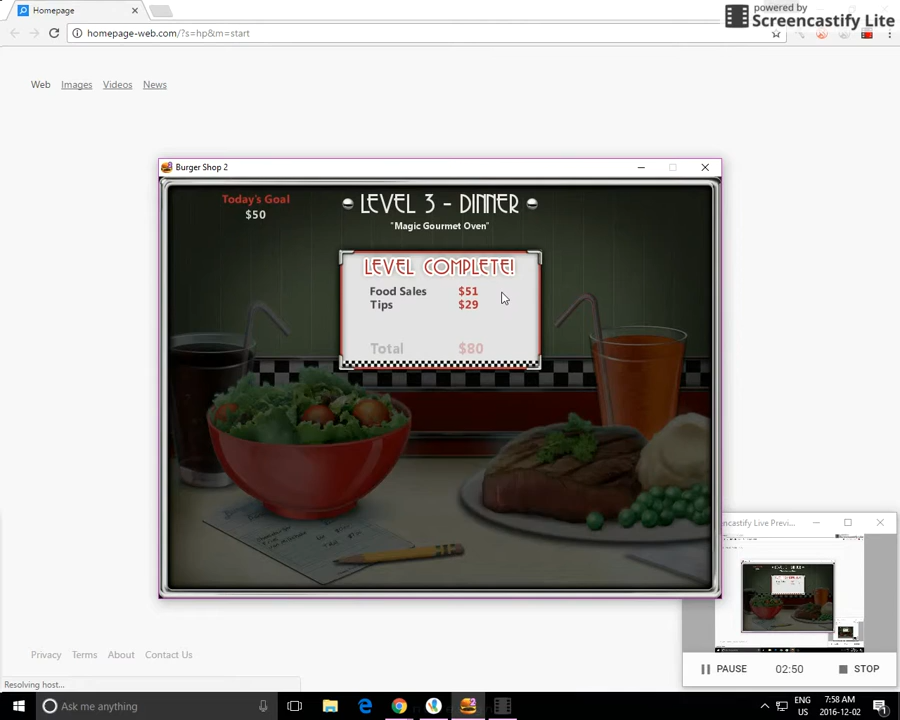 Homepage
powered by
Screencastify Lite
homepage-web.com/?s=hp&m=start
Web Images Videos News
Burger Shop 2
Today's Goal
$50
LEVEL 3 - DINNER
"Magic Gourmet Oven"
LEVEL COMPLETE!
Food Sales $51
Tips $29
Total $80
encastify Live Previ...
Privacy Terms About Contact Us
PAUSE 02:50 STOP
Resolving host...
Ask me anything
ENG 7:58 AM
US 2016-12-02